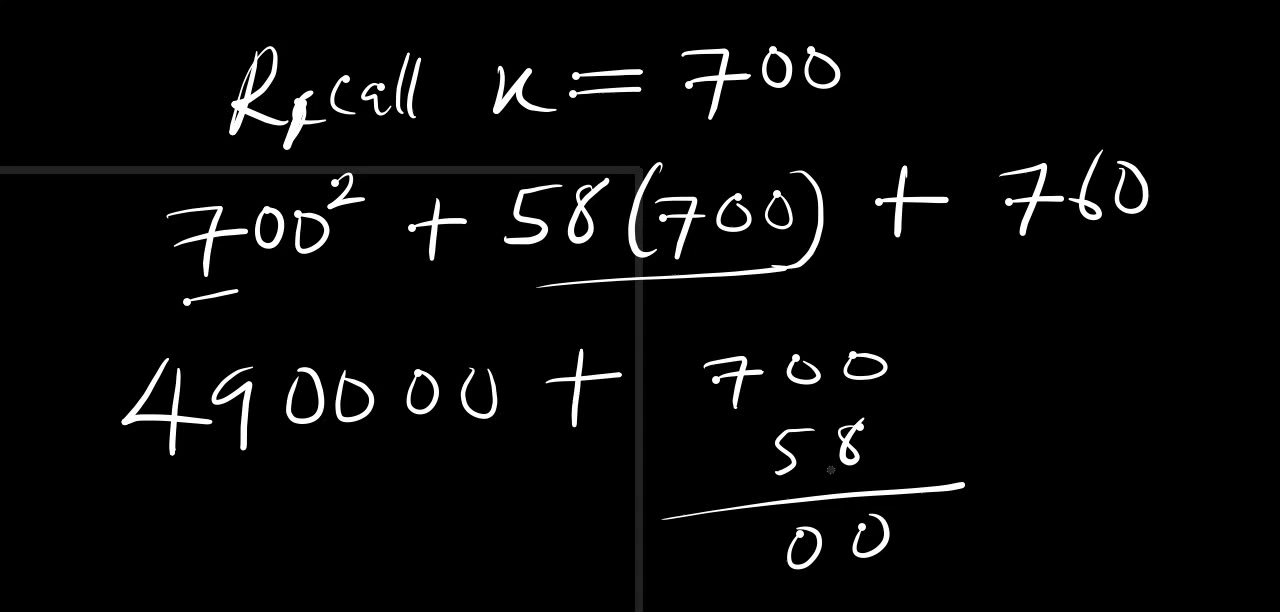 Recall x = 700
700² + 58(700) + 760
490000 + 700
58
00